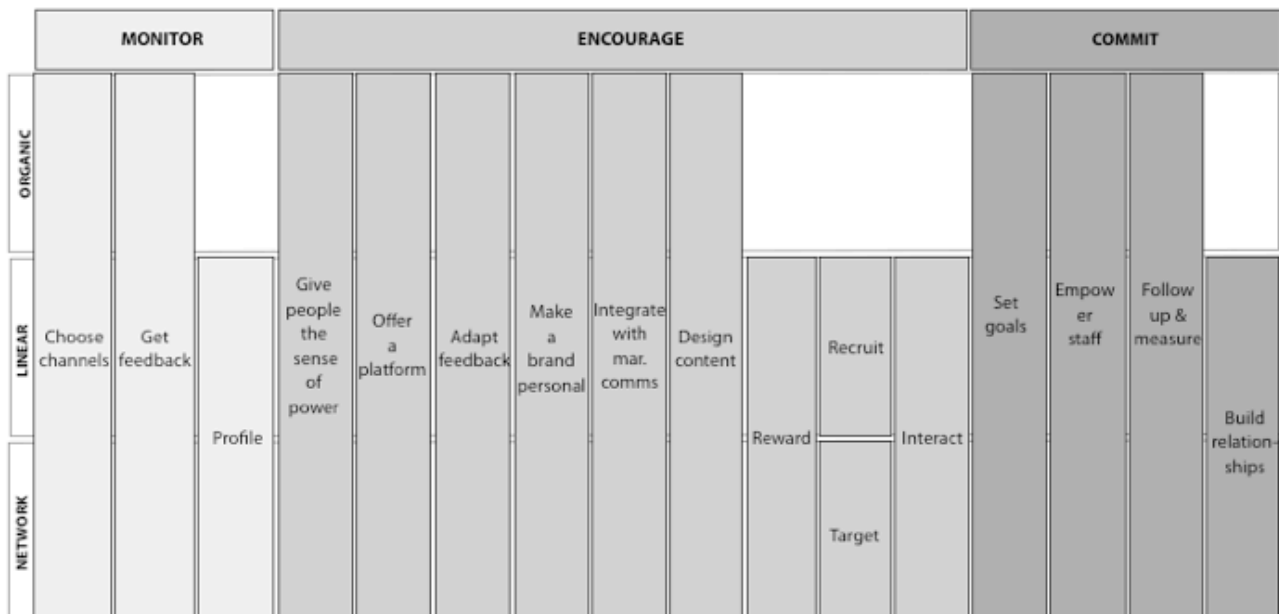 MONITOR
ENCOURAGE
COMMIT
ORGANIC
LINEAR
NETWORK
Choose
channels
Get
feedback
Profile
Give
people
the
sense
of
power
Offer
a
platform
Adapt
feedback
Make
a
brand
personal
Integrate
with
mar.
comms
Design
content
Reward
Recruit
Target
Interact
Set
goals
Empow
er
staff
Follow
up &
measure
Build
relation-
ships